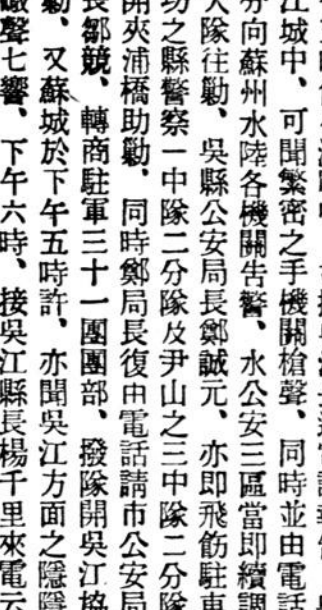 江城中、可聞繁密之手機關槍聲、同時並由電話
分向蘇州水陸各機關告警、水公安三區當即續調
大隊往勦、吳縣公安局長鄭誠元、亦即飛飭駐車
坊之縣警察一中隊二分隊及尹山之三中隊二分隊
開夾浦橋助勦、同時鄭局長復由電話請市公安局
長鄒競、轉商駐軍三十一團團部、撥隊開吳江協
勦、又蘇城於下午五時許、亦聞吳江方面之隱隱
礮聲七響、下午六時、接吳江縣長楊千里來電云